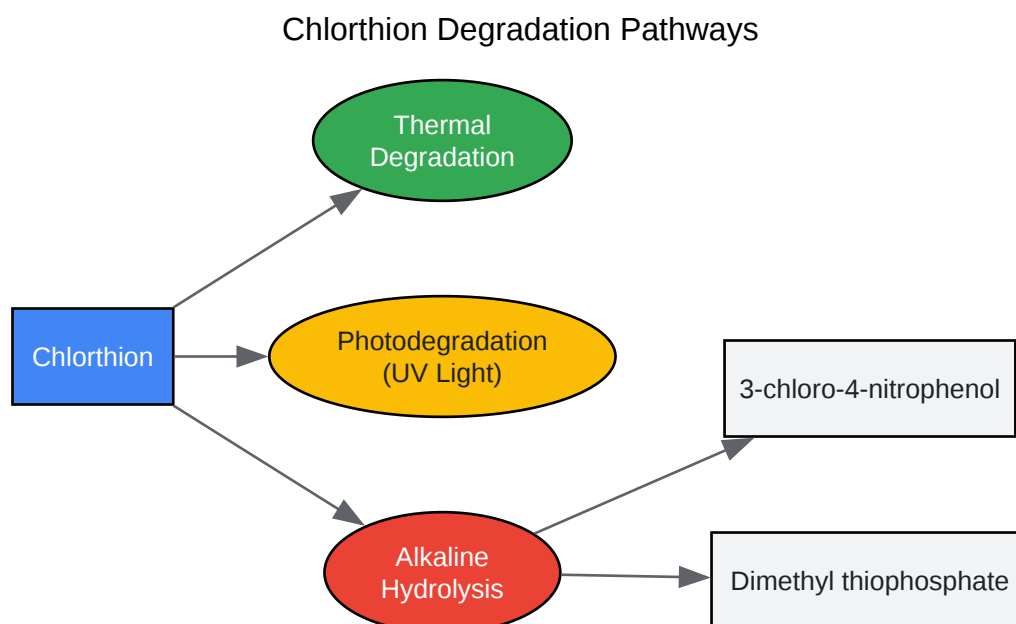 Chlorthion Degradation Pathways
Thermal
Degradation
Chlorthion
Photodegradation
(UV Light)
3-chloro-4-nitrophenol
Alkaline
Hydrolysis
Dimethyl thiophosphate